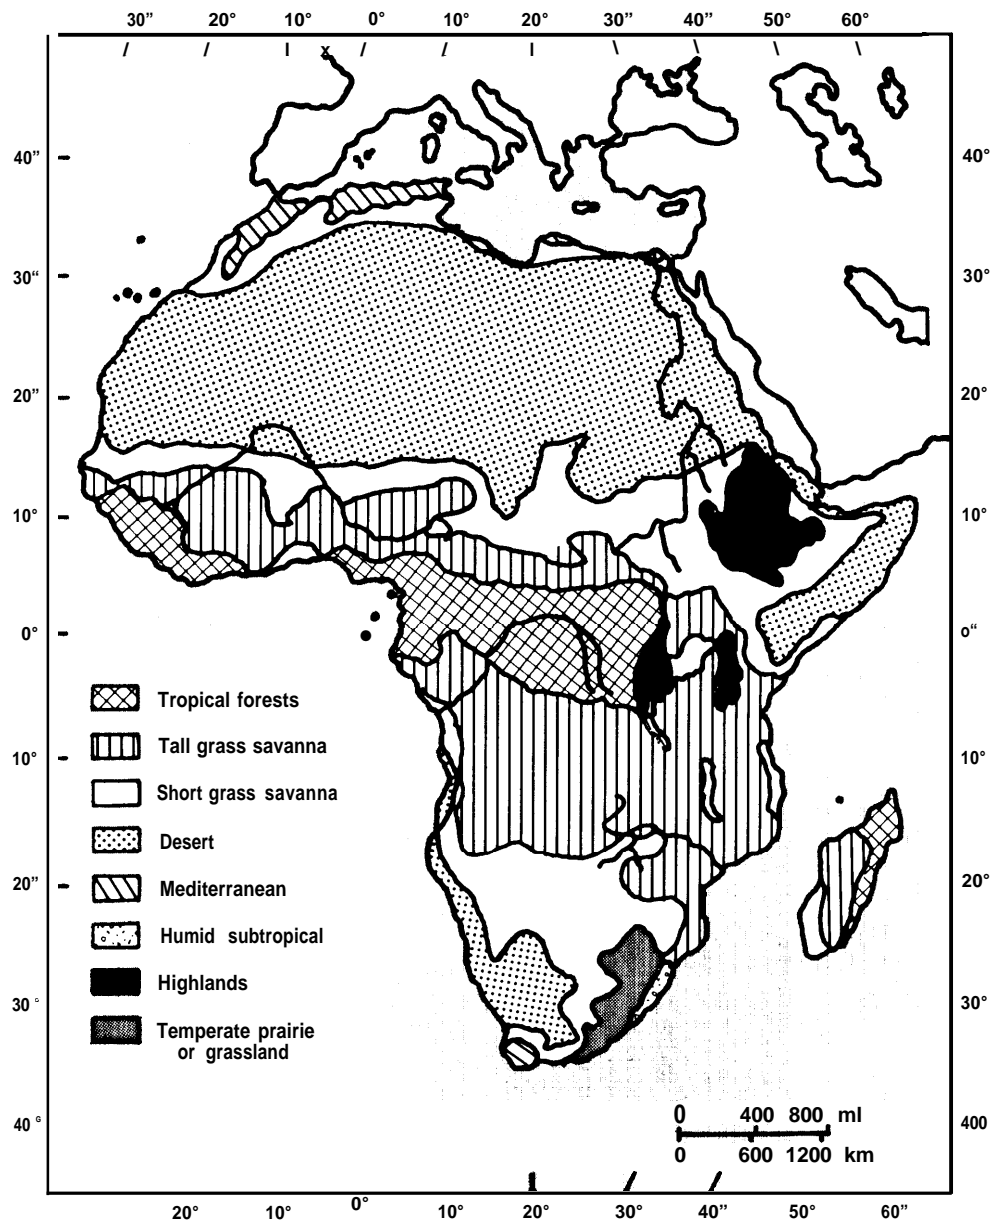 30” 20° 10° 0° 10° 20° 30° 40” 50° 60°
40” 40°
30“ 30°
20” 20°
10° 10°
0° 0“
Tropical forests
Tall grass savanna
10° 10°
Short grass savanna
Desert
20” 20°
Mediterranean
Humid subtropical
Highlands
30 ° 30°
Temperate prairie
or grassland
0 400 800 ml
40 G 400
0 600 1200 km
20° 10° 0° 10° 20° 30° 40” 50° 60”